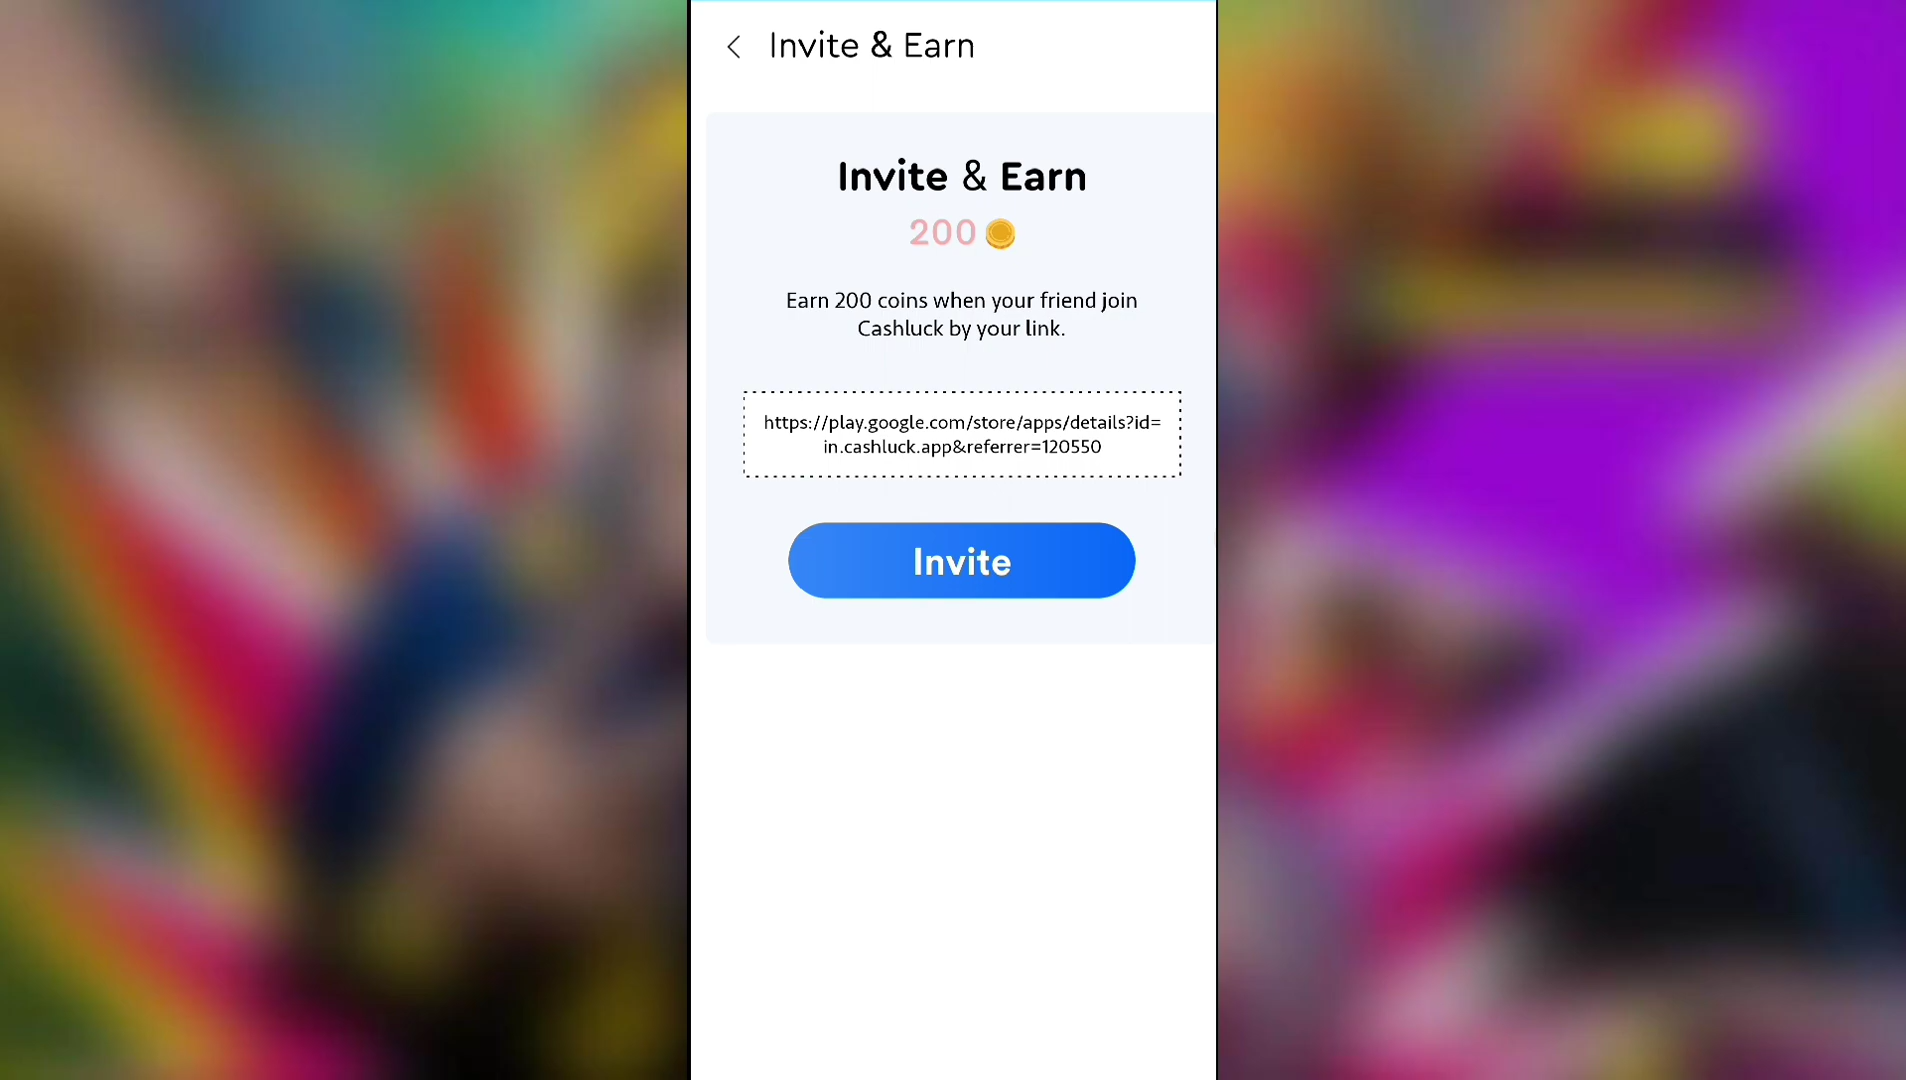 Invite & Earn
Invite & Earn
200
Earn 200 coins when your friend join
Cashluck by your link.
https://play.google.com/store/apps/details?id=
in.cashluck.app&referrer=120550
Invite